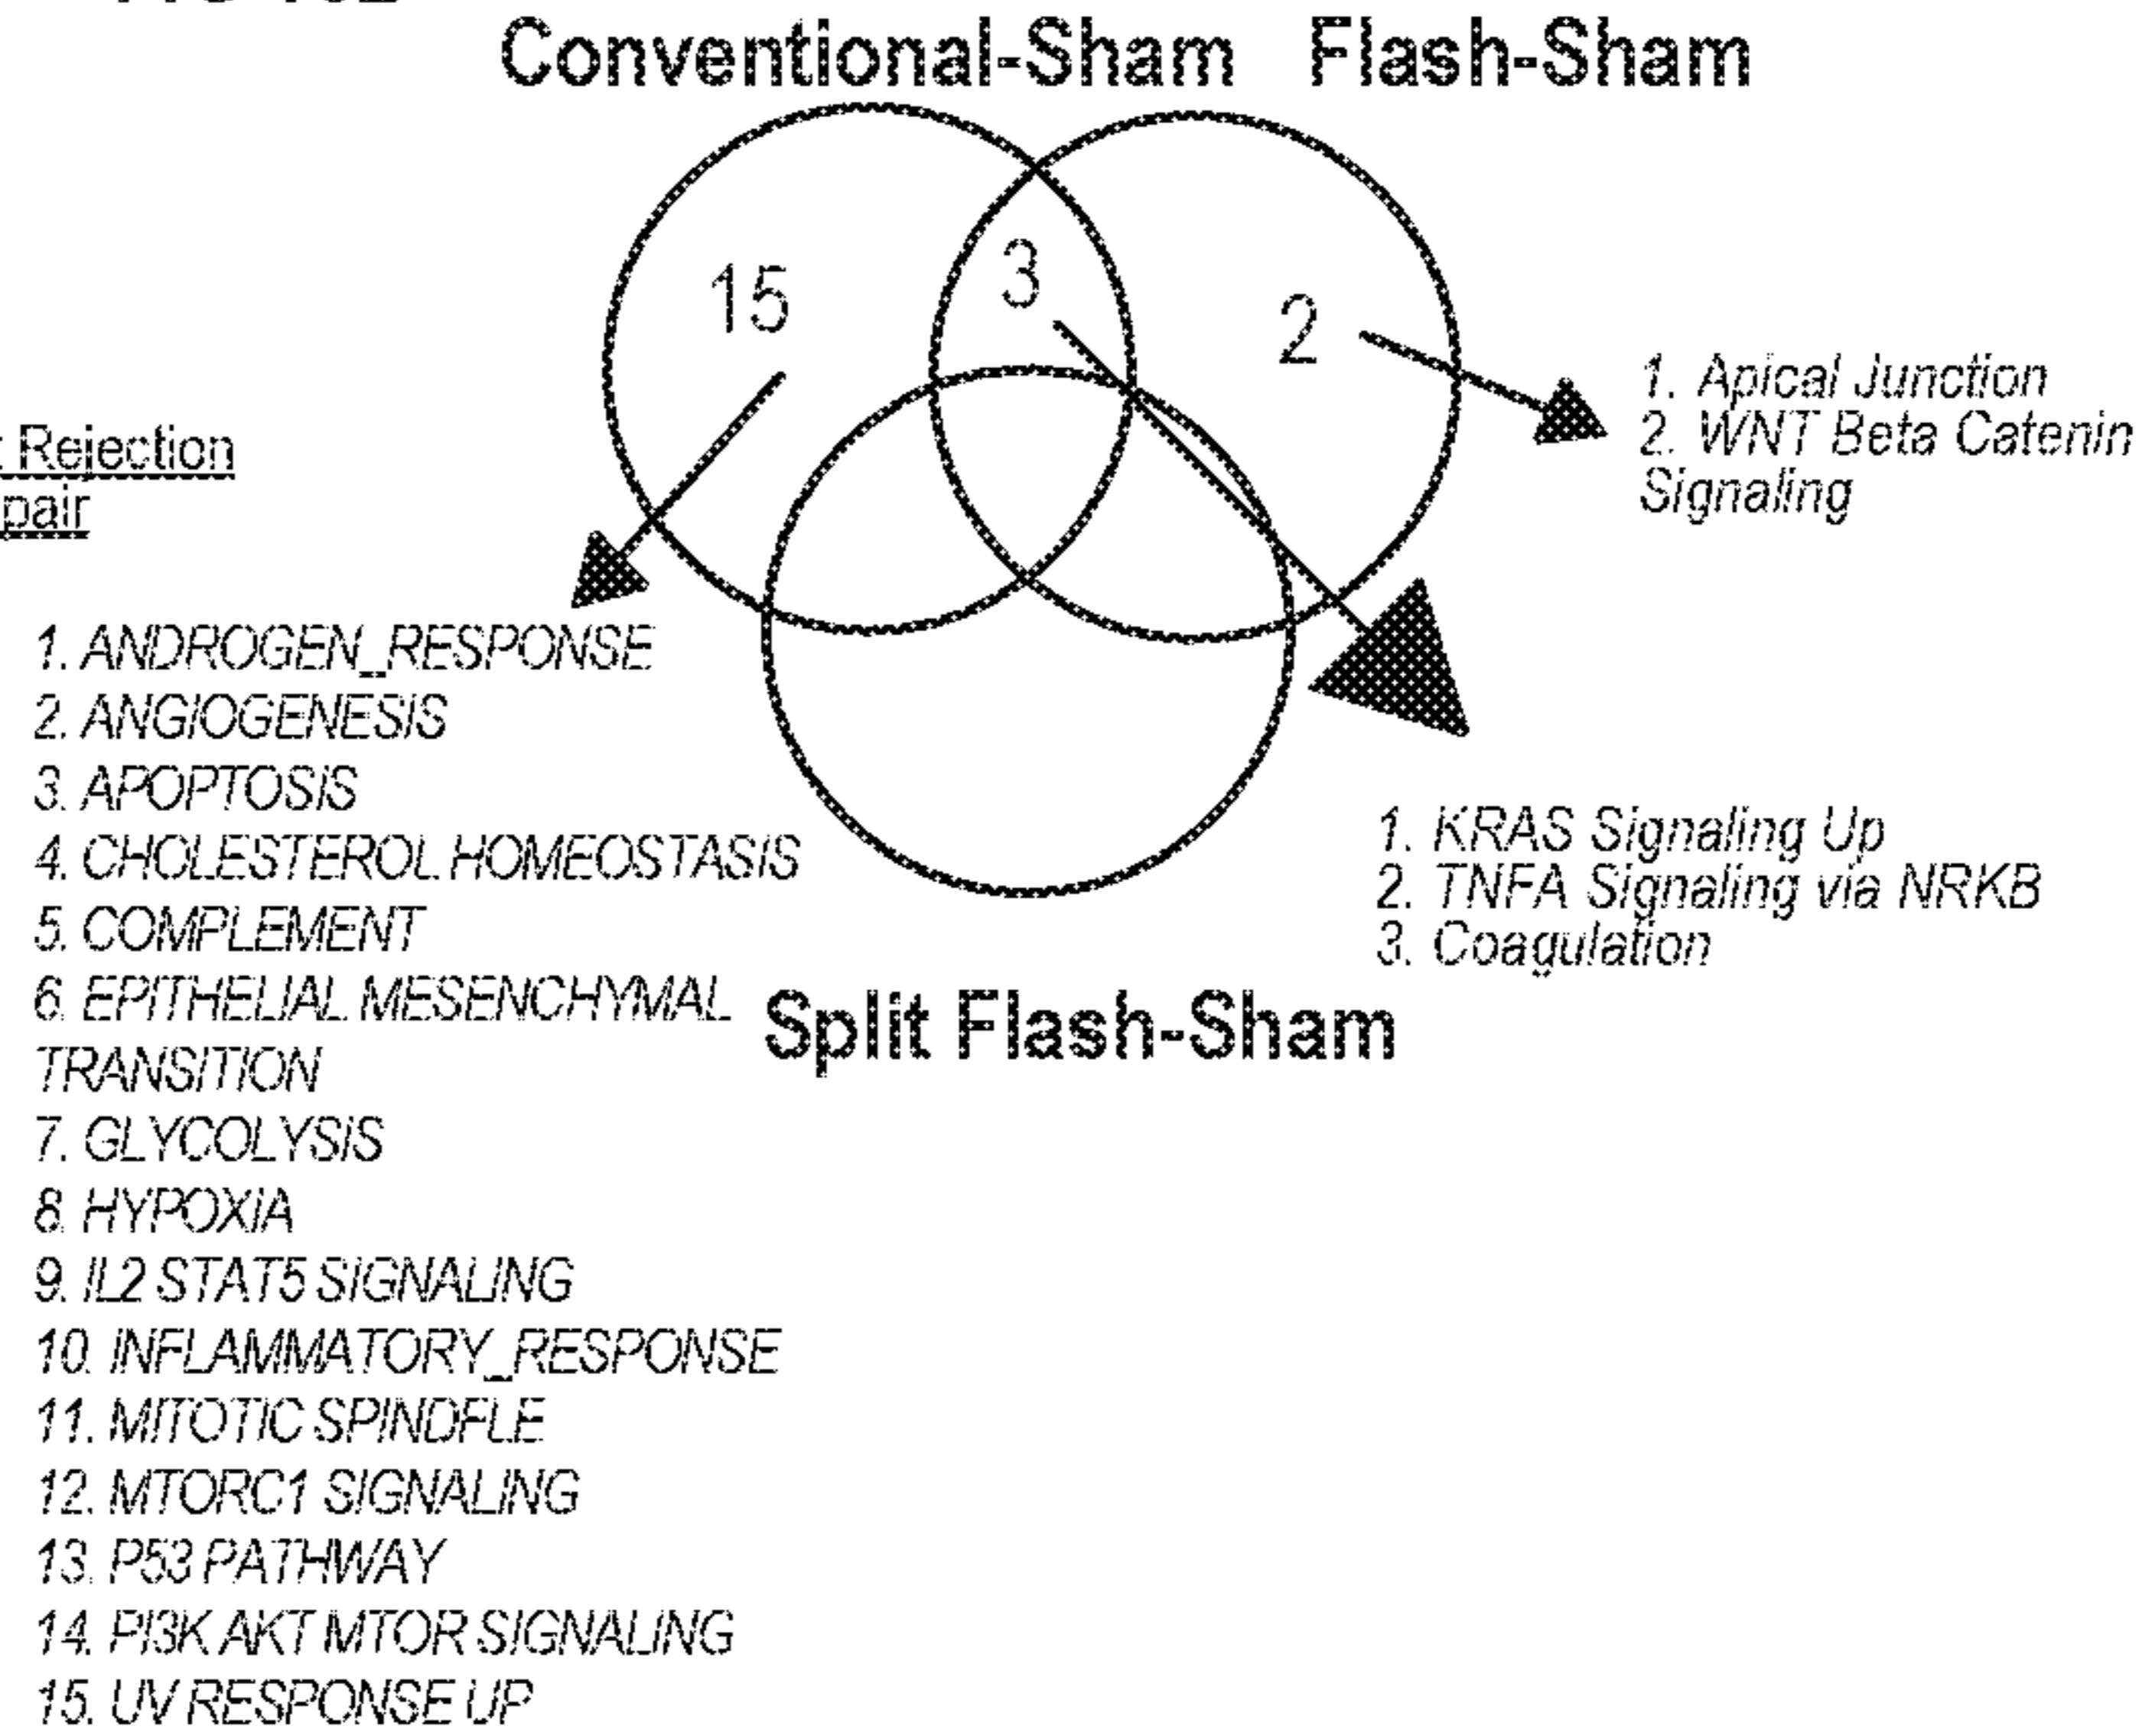 Conventional-Sham Flash-Sham
15
3
2
1. Apical Junction
2. WNT Beta Catenin
Signaling
Rejection
pair
1. ANDROGEN_RESPONSE
2. ANGIOGENESIS
3. APOPTOSIS
4. CHOLESTEROL HOMEOSTASIS
5. COMPLEMENT
6. EPITHELIAL MESENCHYMAL
TRANSITION
7. GLYCOLYSIS
8. HYPOXIA
9. IL2 STAT5 SIGNALING
10. INFLAMMATORY_RESPONSE
11. MITOTIC SPINDFLE
12. MTORC1 SIGNALING
13. P53 PATHWAY
14. PI3K AKT MTOR SIGNALING
15. UV RESPONSE UP
1. KRAS Signaling Up
2. TNFA Signaling via NRKB
3. Coagulation
Split Flash-Sham